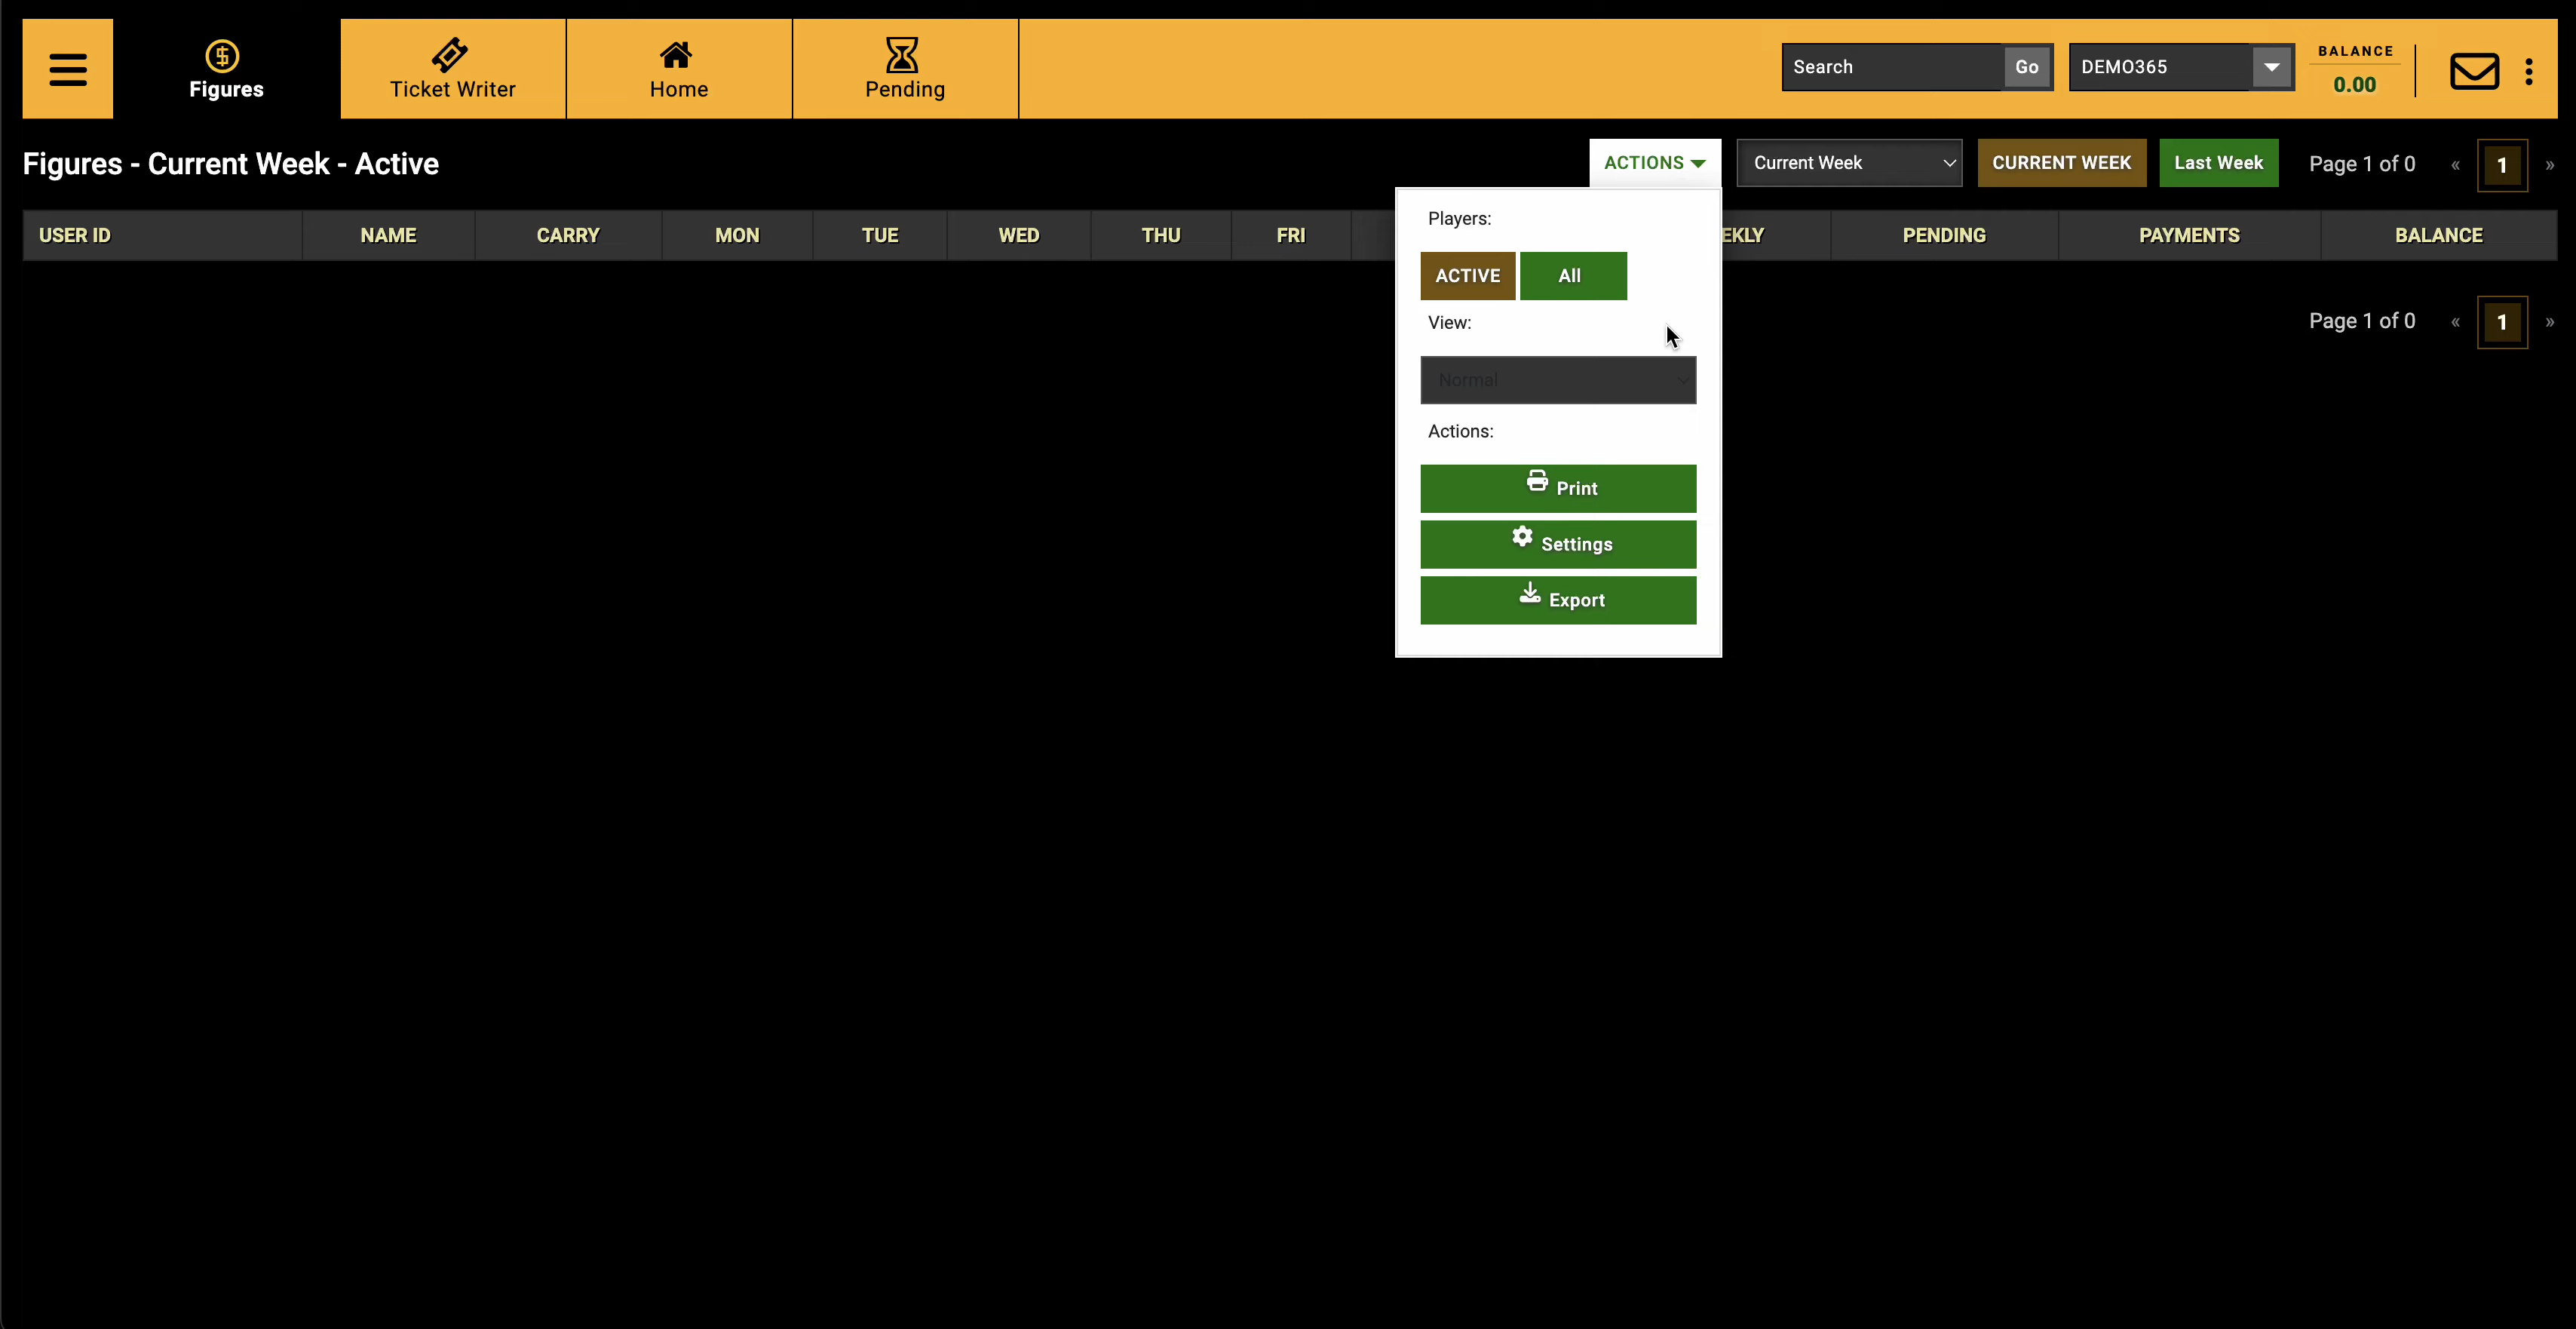 Figures
Ticket Writer
Home
Pending
Search
Go
DEMO365
BALANCE
0.00
Figures - Current Week - Active
ACTIONS
Current Week
CURRENT WEEK
Last Week
Page 1 of 0
«
1
»
USER ID
NAME
CARRY
MON
TUE
WED
THU
FRI
EKLY
PENDING
PAYMENTS
BALANCE
Players:
ACTIVE
All
View:
Normal
Actions:
Print
Settings
Export
Page 1 of 0
«
1
»